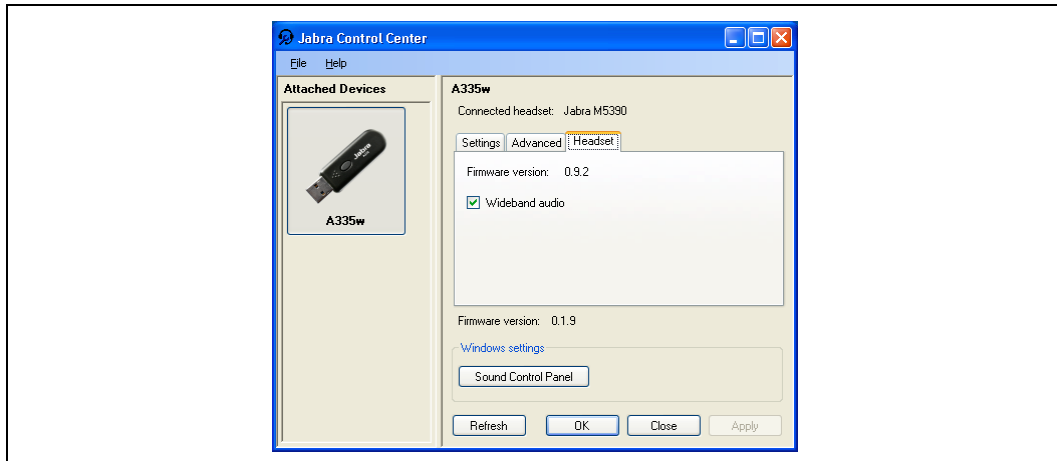 Jabra Control Center
File Help
Attached Devices
Jabra
A335w
A335w
Connected headset: Jabra M5390
Settings Advanced Headset
Firmware version: 0.9.2
Wideband audio
Firmware version: 0.1.9
Windows settings
Sound Control Panel
Refresh OK Close Apply